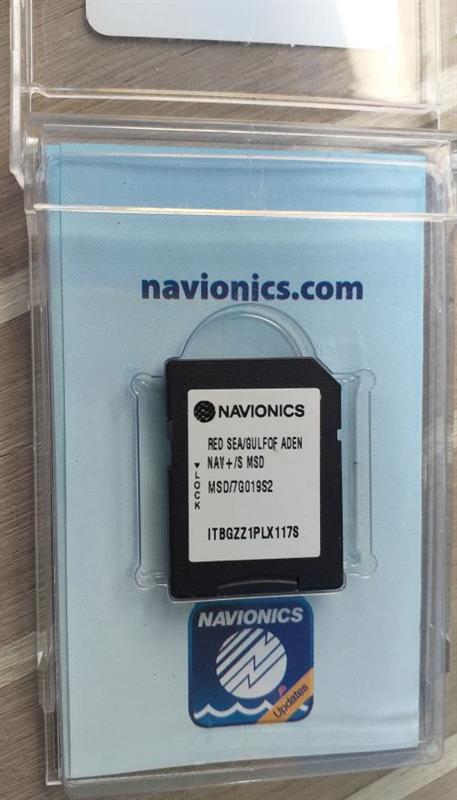 navionics.com
NAVIONICS
RED SEA/GULFOF ADEN
NAV+/S MSD
MSD/7G019S2
LOCK
ITBGZZ1PLX117S
NAVIONICS
Updates